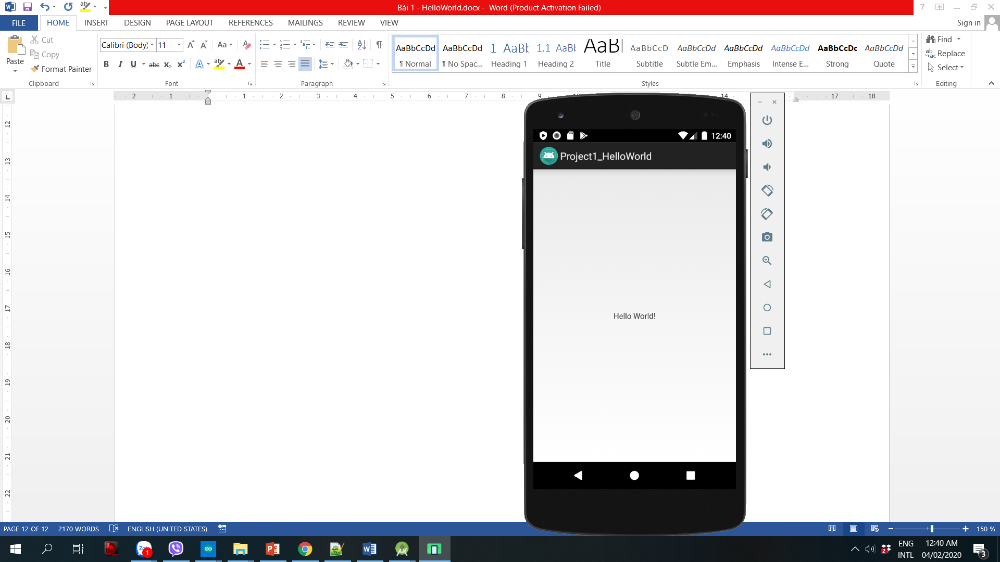 Bài 1 - HelloWorld.docx - Word (Product Activation Failed)
FILE HOME INSERT DESIGN PAGE LAYOUT REFERENCES MAILINGS REVIEW VIEW Sign in
Paste
Cut
Copy
Format Painter
Clipboard
Calibri (Body) 11
Font
Paragraph
AaBbCcDd AaBbCcDd 1 AaBb 1.1 AaBb AaBb AaBbCcD AaBbCcDd AaBbCcDd AaBbCcDd AaBbCcDc AaBbCcDd
¶ Normal ¶ No Spac... Heading 1 Heading 2 Title Subtitle Subtle Em... Emphasis Intense E... Strong Quote
Styles
Find
Replace
Select
Editing
2 1 1 2 3 4 5 6 7 8 9 14 17 18
12
13
14
15
16
17
18
19
20
21
22
12:40
Project1_HelloWorld
Hello World!
PAGE 12 OF 12 2170 WORDS ENGLISH (UNITED STATES) 150 %
1
2
ENG
INTL
12:40 AM
04/02/2020
3